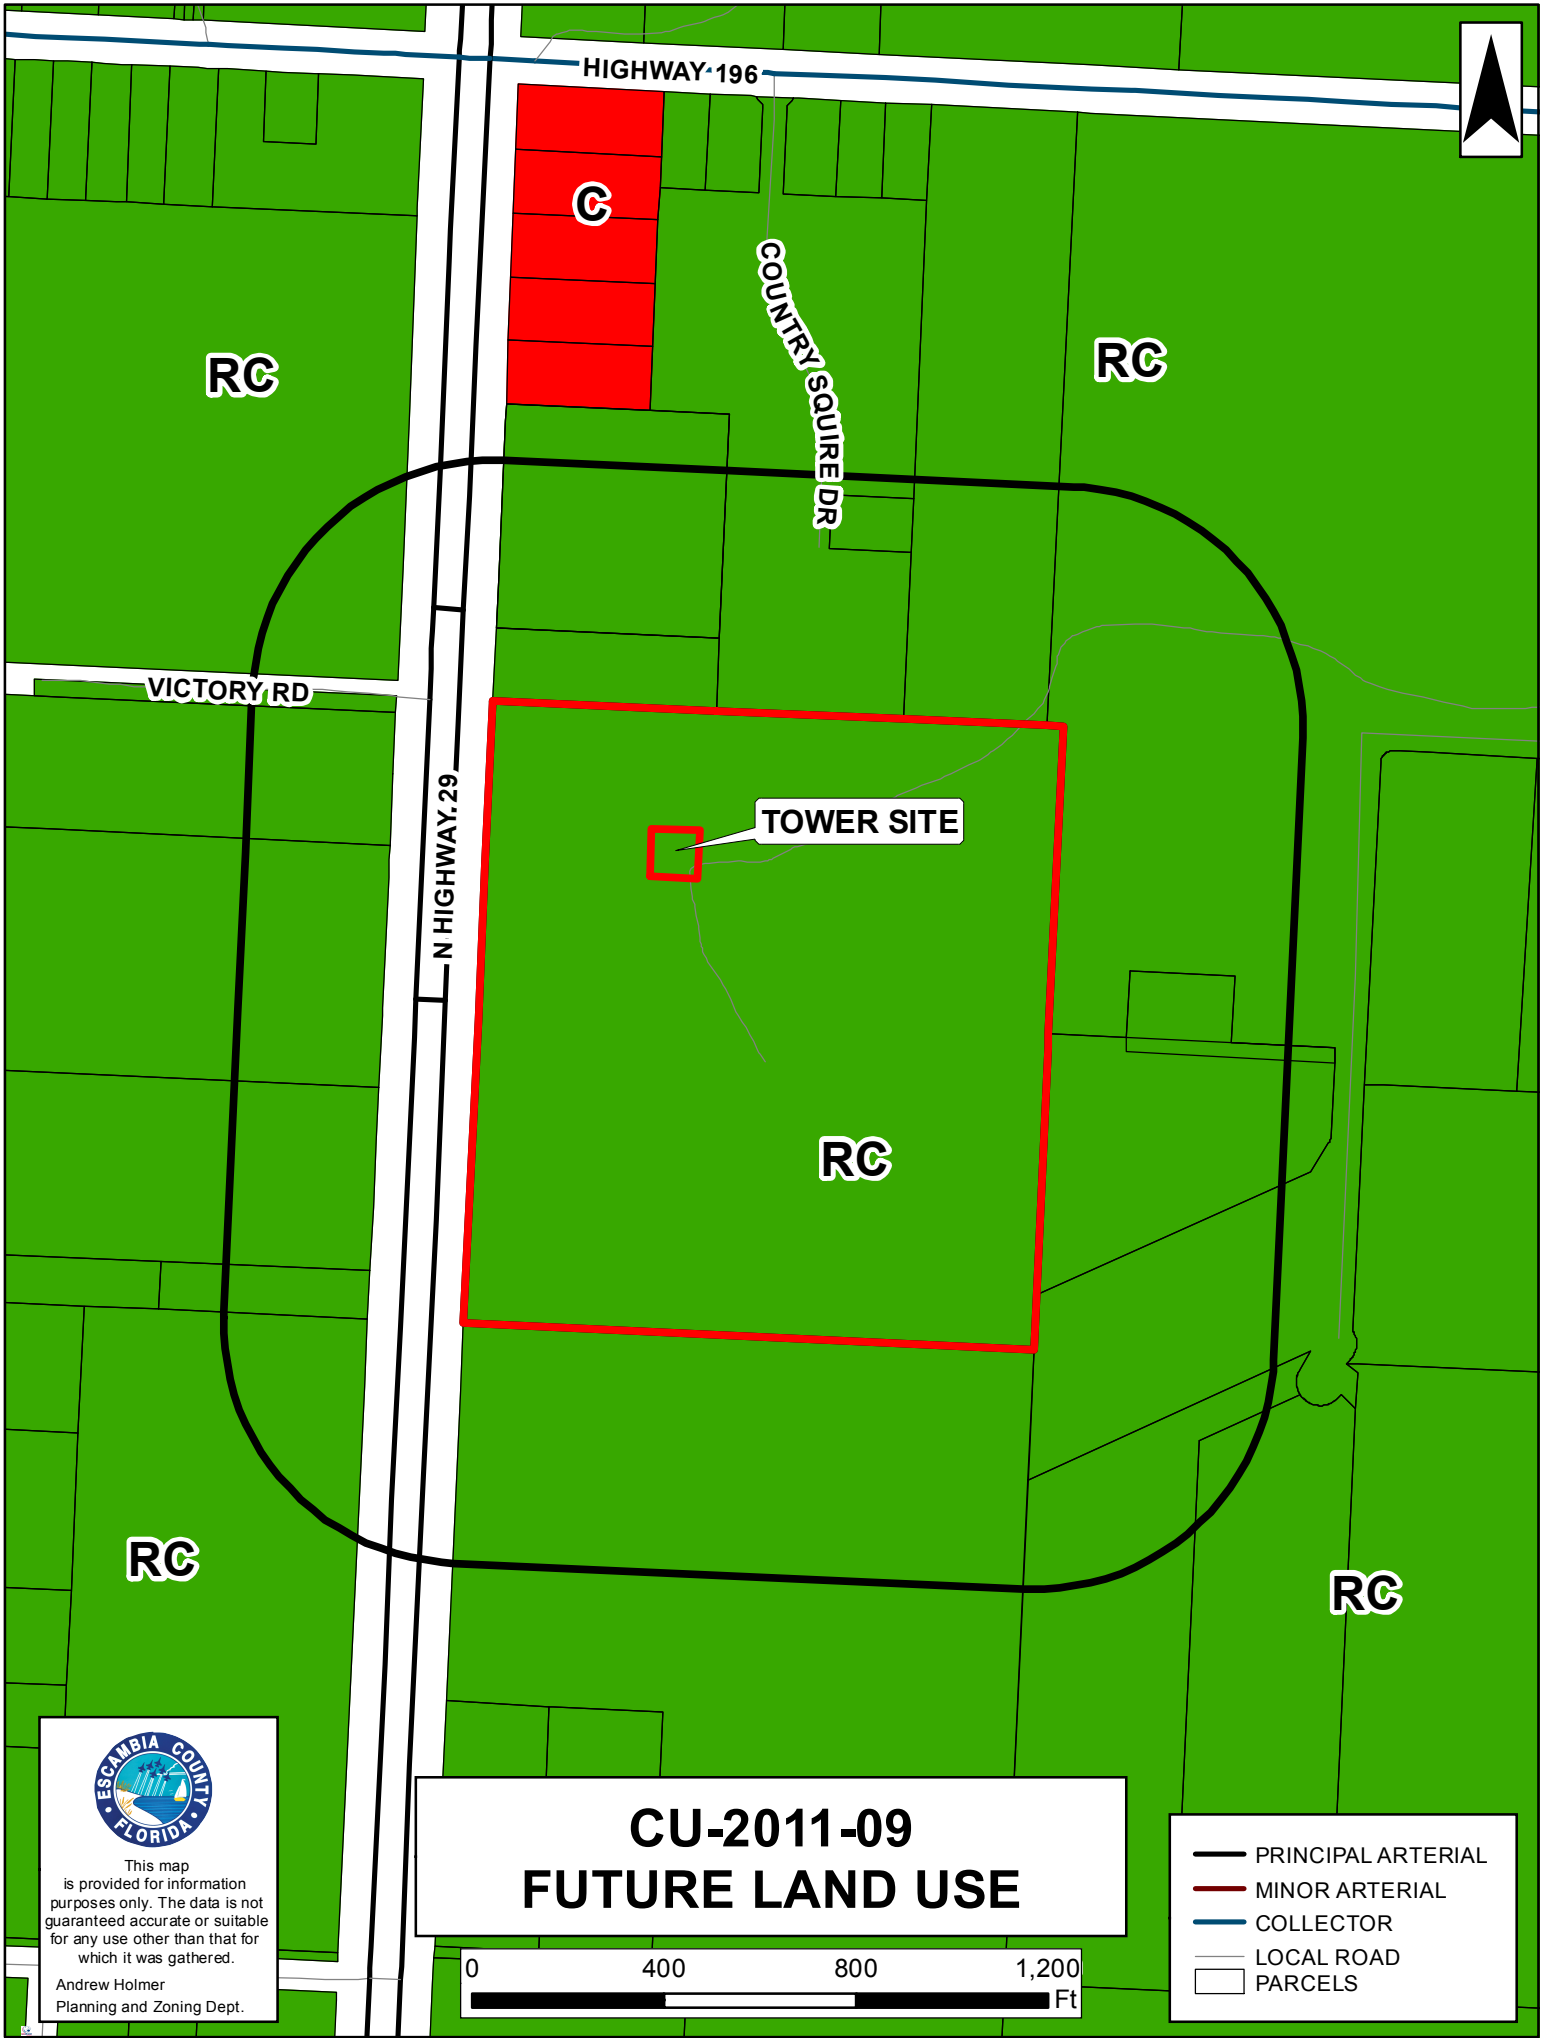 HIGHWAY 196
C
RC
RC
COUNTRY SQUIRE DR
VICTORY RD
N HIGHWAY 29
TOWER SITE
RC
RC
RC
ESCAMBIA COUNTY
FLORIDA
This map
is provided for information
purposes only. The data is not
guaranteed accurate or suitable
for any use other than that for
which it was gathered.
Andrew Holmer
Planning and Zoning Dept.
CU-2011-09
FUTURE LAND USE
0 400 800 1,200
Ft
PRINCIPAL ARTERIAL
MINOR ARTERIAL
COLLECTOR
LOCAL ROAD
PARCELS